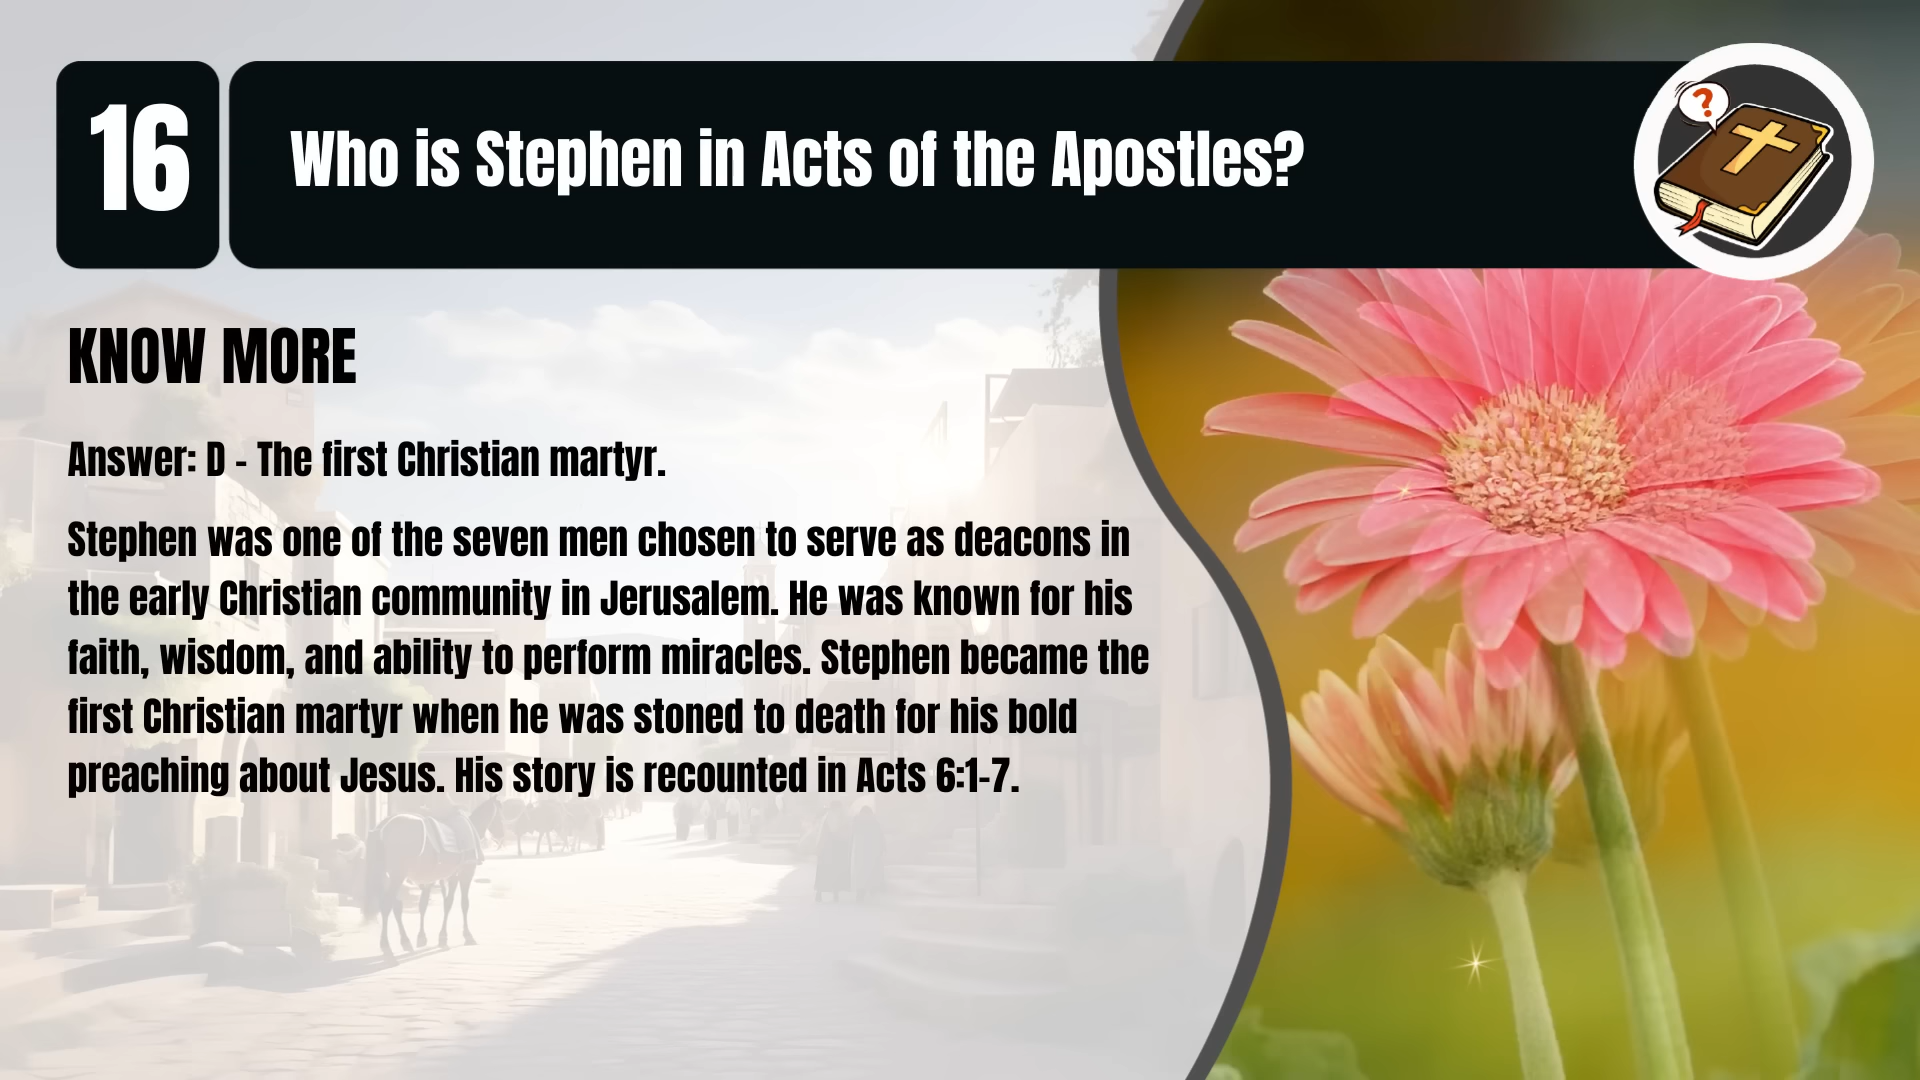 16
Who is Stephen in Acts of the Apostles?
?
KNOW MORE
Answer: D - The first Christian martyr.
Stephen was one of the seven men chosen to serve as deacons in
the early Christian community in Jerusalem. He was known for his
faith, wisdom, and ability to perform miracles. Stephen became the
first Christian martyr when he was stoned to death for his bold
preaching about Jesus. His story is recounted in Acts 6:1-7.